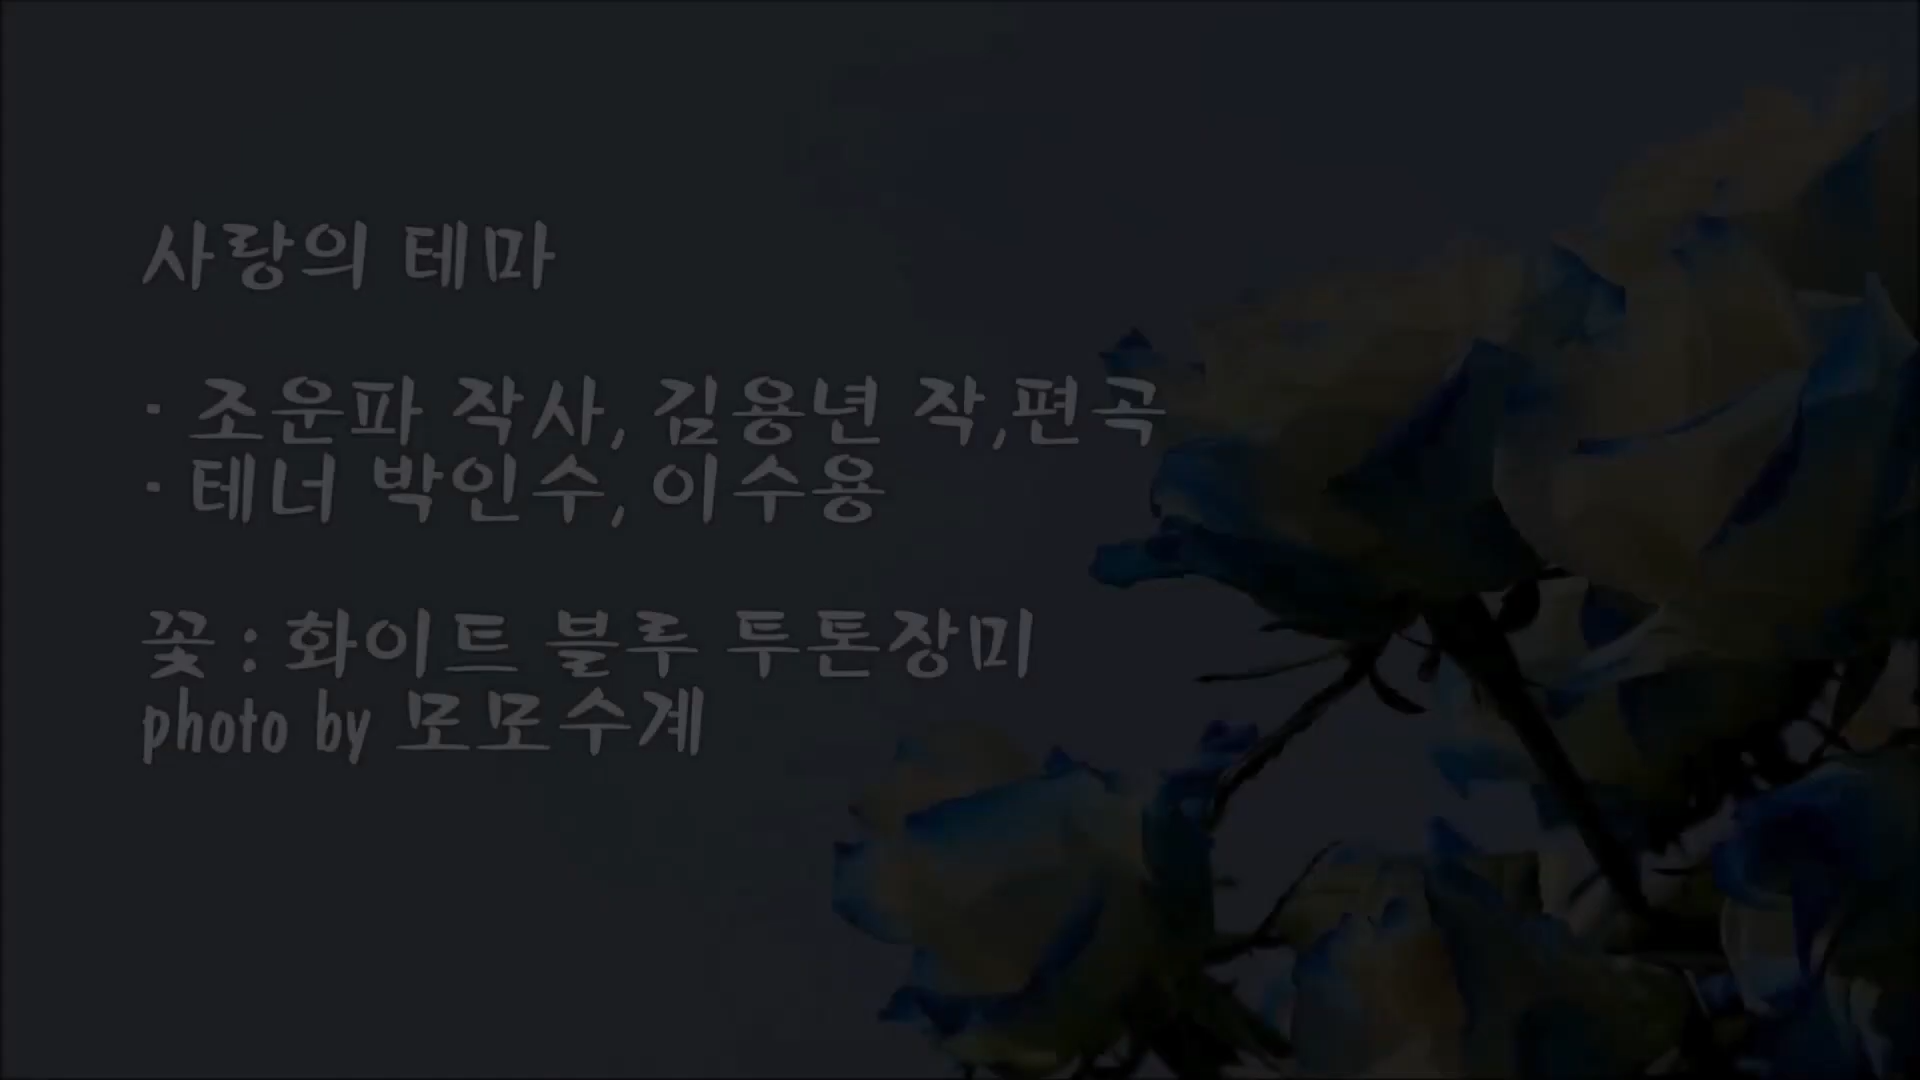 사랑의 테마
· 조운파 작사, 김용년 작,편곡
· 테너 박인수, 이수용
꽃 : 화이트 블루 투톤장미
photo by 모모수계